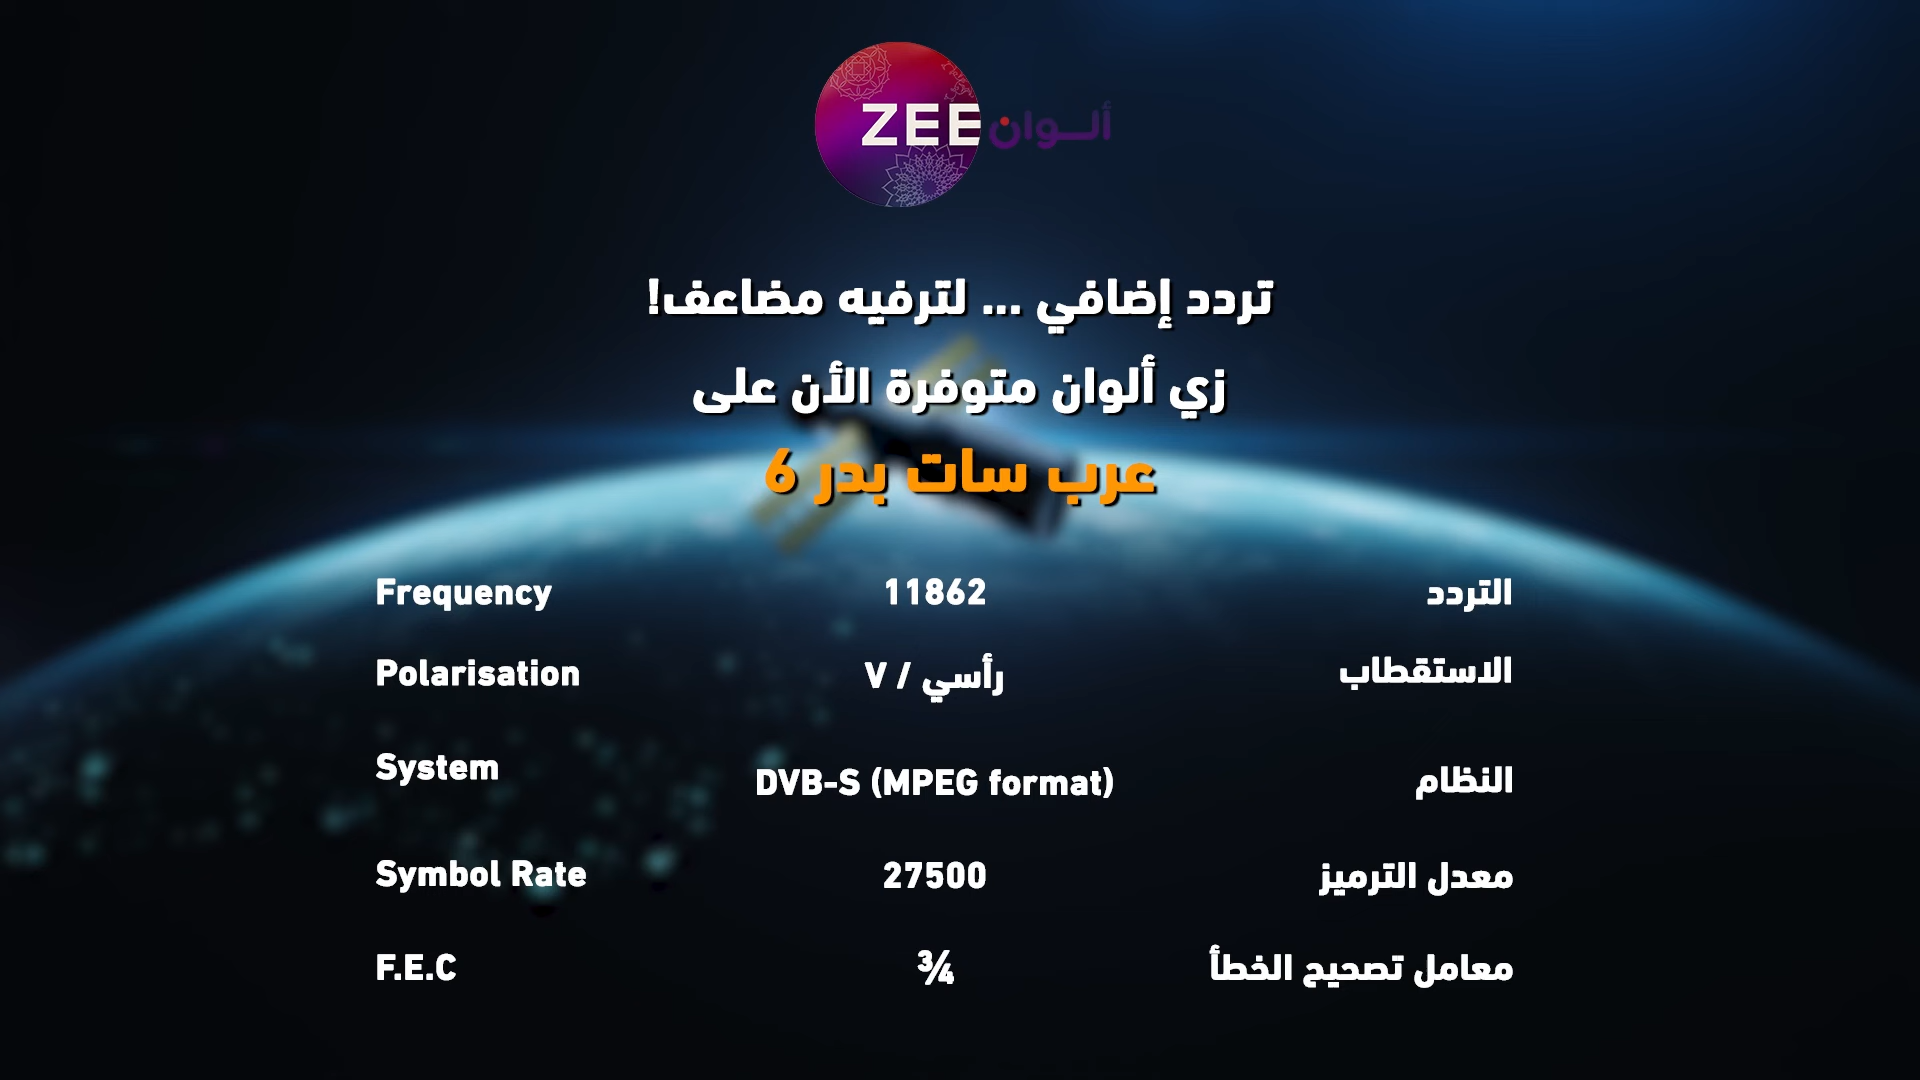 ZEE ألوان
تردد إضافي ... لترفيه مضاعف!
زي ألوان متوفرة الأن على
عرب سات بدر 6
Frequency 11862 التردد
Polarisation رأسي / V الاستقطاب
System DVB-S (MPEG format) النظام
Symbol Rate 27500 معدل الترميز
F.E.C ¾ معامل تصحيح الخطأ